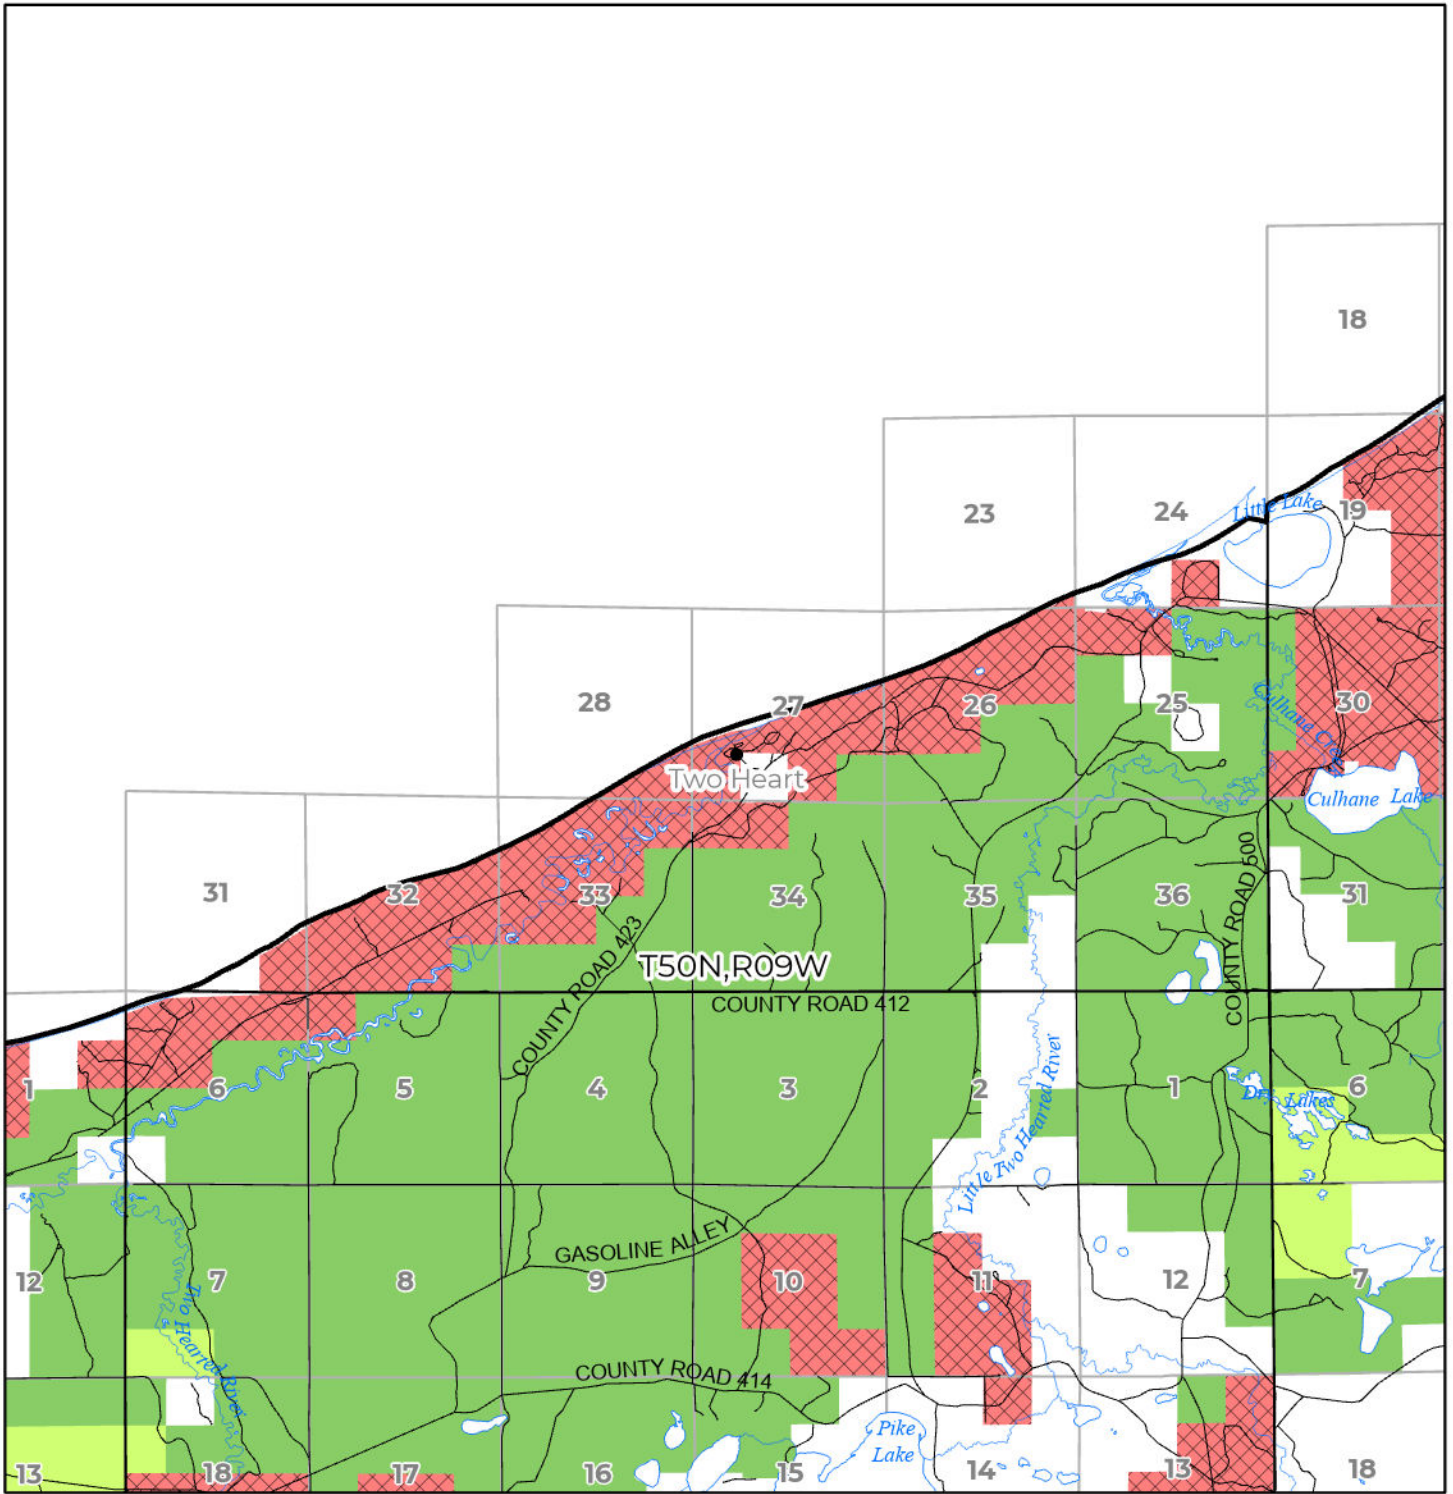 18
23
24
Little Lake
19
28
27
26
25
30
Culhane Creek
Two Heart
Culhane Lake
31
32
33
34
35
36
31
COUNTY ROAD 500
COUNTY ROAD 423
T50N,R09W
COUNTY ROAD 412
1
6
5
4
3
2
1
6
Dry Lakes
Little Two Hearted River
12
7
8
9
10
11
12
7
GASOLINE ALLEY
Two Hearted River
COUNTY ROAD 414
Pike
Lake
13
18
17
16
15
14
13
18